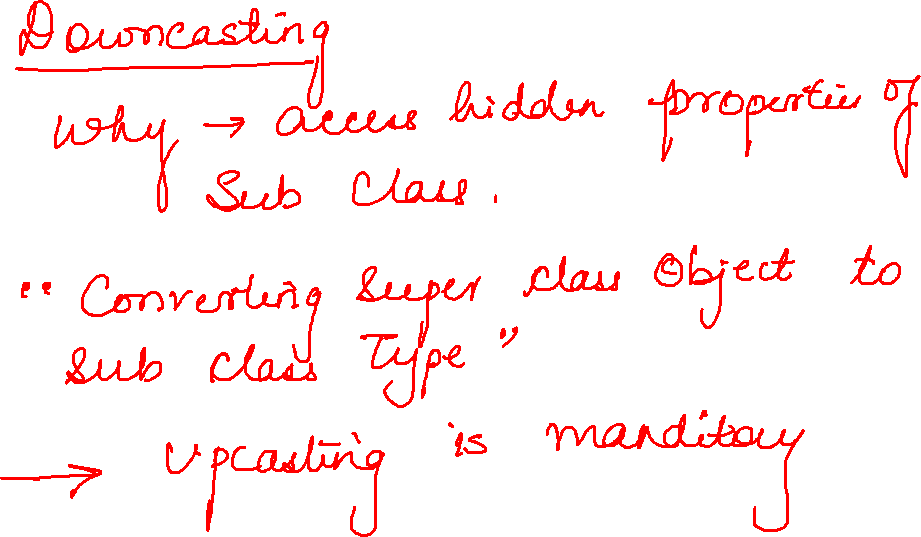 Downcasting
Why → access hidden properties of
Sub Class.
"Converting Super class Object to
Sub class Type"
→ Upcasting is manditory